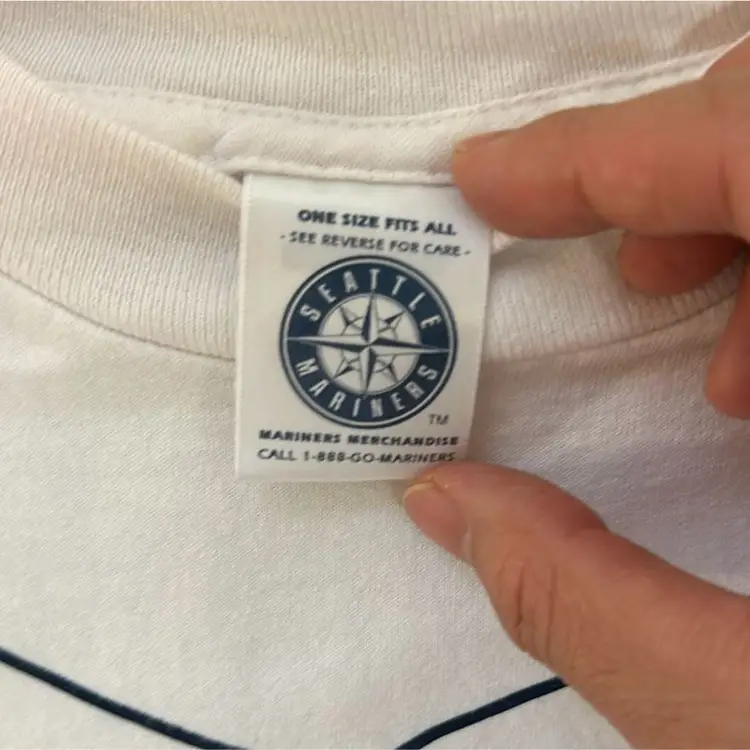 ONE SIZE FITS ALL
- SEE REVERSE FOR CARE -
SEATTLE
MARINERS
TM
MARINERS MERCHANDISE
CALL 1-888-GO-MARINERS